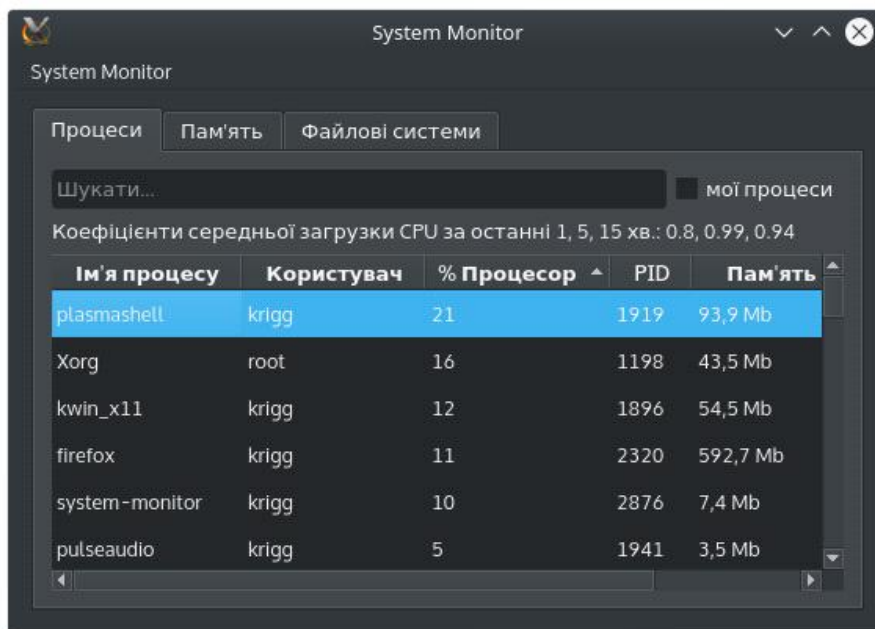 System Monitor
System Monitor
Процеси Пам'ять Файлові системи
Шукати... мої процеси
Коефіцієнти середньої загрузки CPU за останні 1, 5, 15 хв.: 0.8, 0.99, 0.94
Ім'я процесу Користувач % Процесор PID Пам'ять
plasmashell krigg 21 1919 93,9 Mb
Xorg root 16 1198 43,5 Mb
kwin_x11 krigg 12 1896 54,5 Mb
firefox krigg 11 2320 592,7 Mb
system-monitor krigg 10 2876 7,4 Mb
pulseaudio krigg 5 1941 3,5 Mb